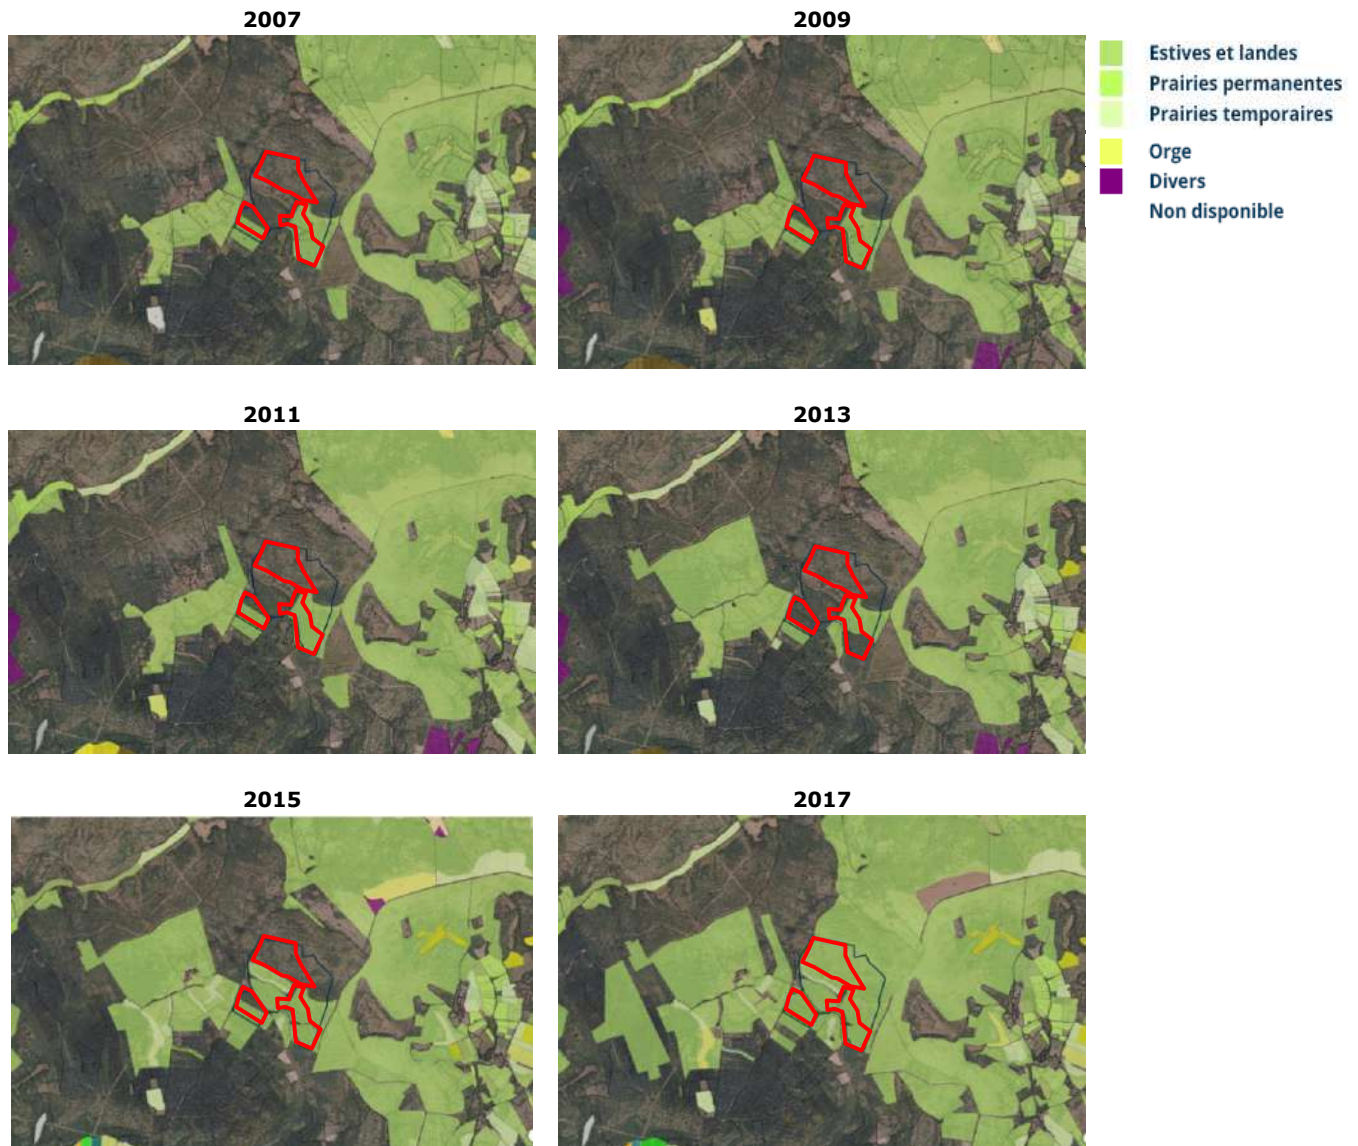 2007
2009
Estives et landes
Prairies permanentes
Prairies temporaires
Orge
Divers
Non disponible
2011
2013
2015
2017